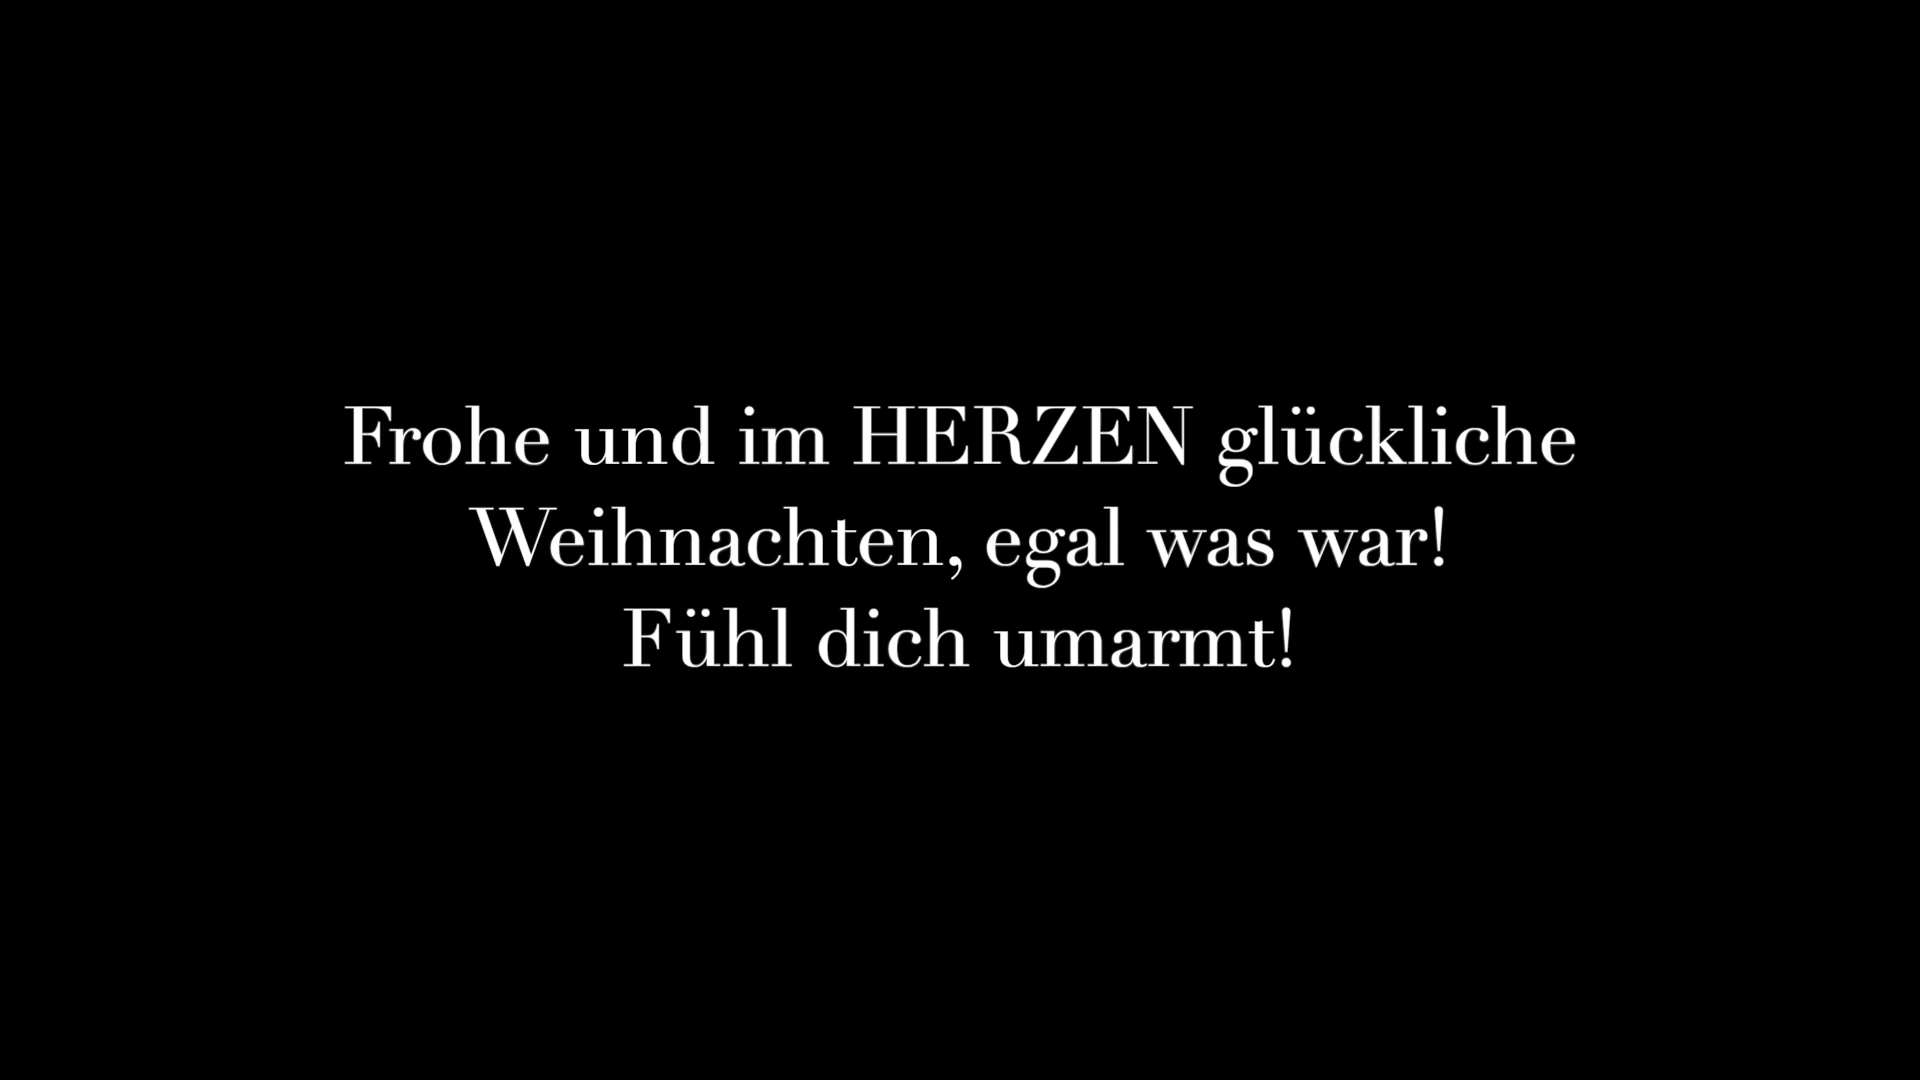 Frohe und im HERZEN glückliche
Weihnachten, egal was war!
Fühl dich umarmt!